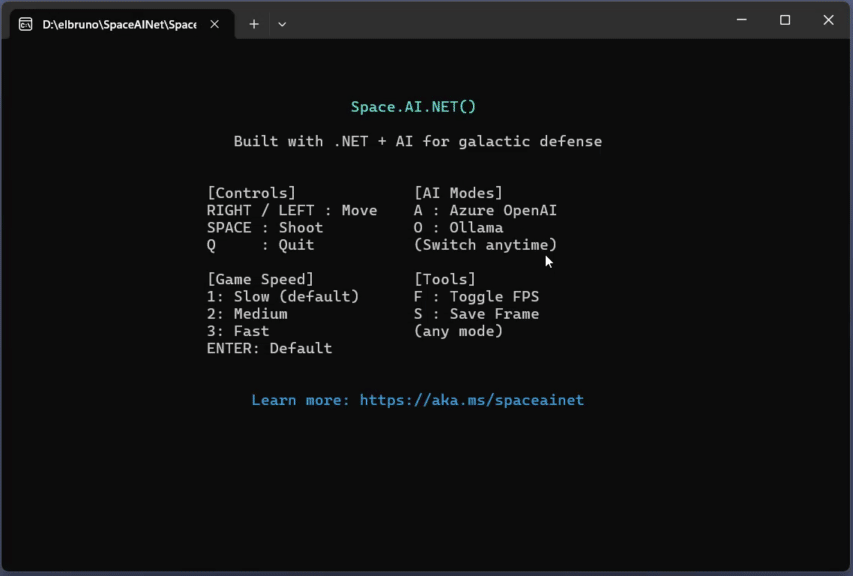 D:\elbruno\SpaceAINet\Space
Space.AI.NET()
Built with .NET + AI for galactic defense
[Controls]
RIGHT / LEFT : Move
SPACE : Shoot
Q : Quit
[AI Modes]
A : Azure OpenAI
O : Ollama
(Switch anytime)
[Game Speed]
1: Slow (default)
2: Medium
3: Fast
ENTER: Default
[Tools]
F : Toggle FPS
S : Save Frame
(any mode)
Learn more: https://aka.ms/spaceainet